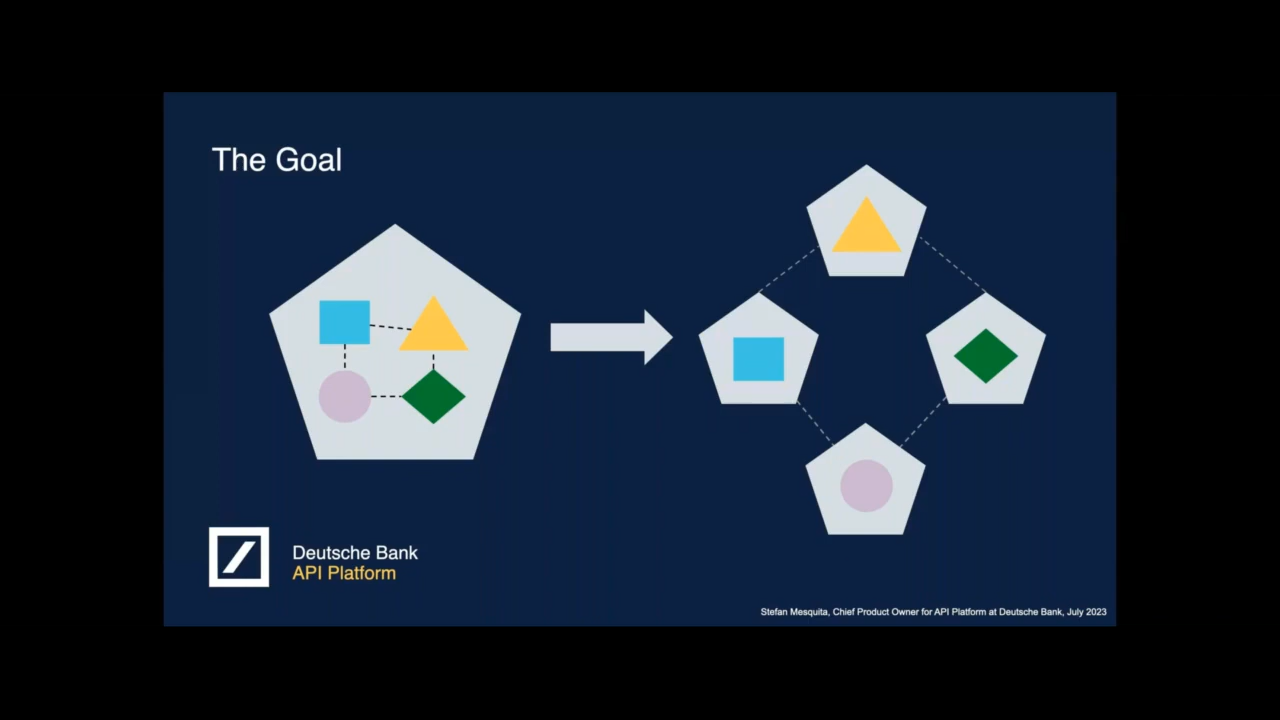 The Goal
Deutsche Bank
API Platform
Stefan Mesquita, Chief Product Owner for API Platform at Deutsche Bank, July 2023